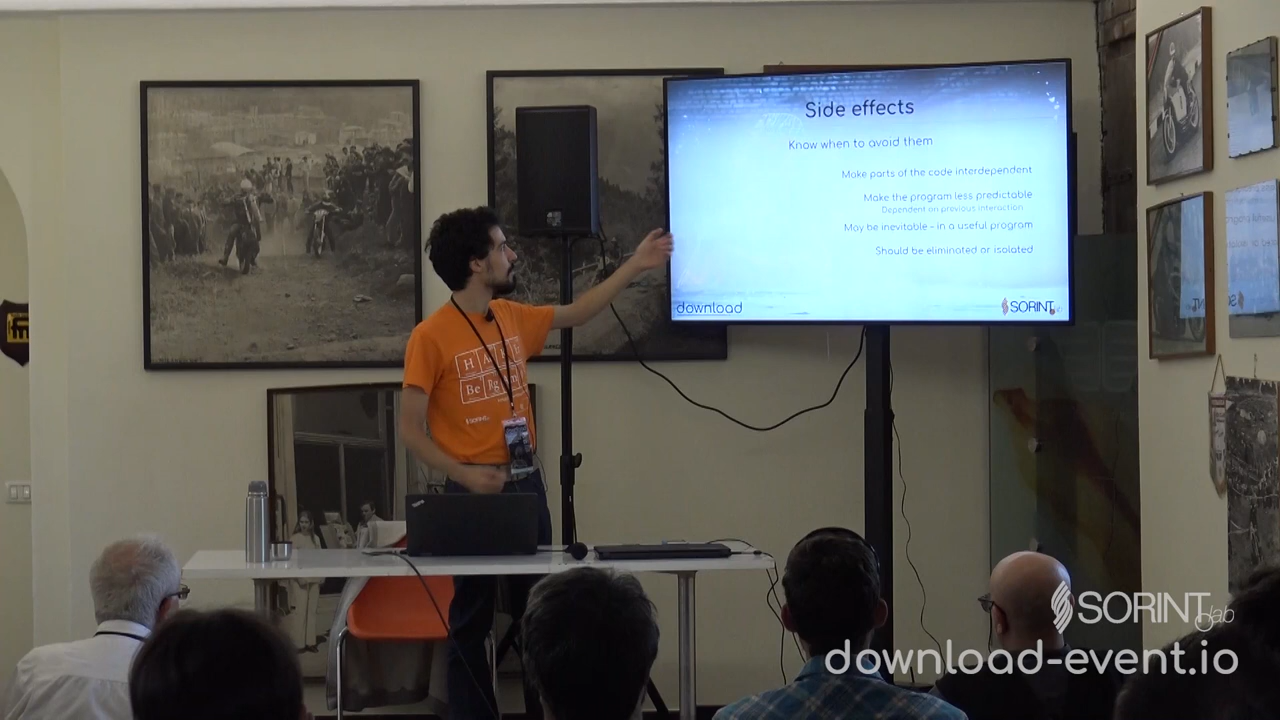 Side effects
Know when to avoid them
Make parts of the code interdependent
Make the program less predictable
Dependent on previous interaction
May be inevitable – in a useful program
Should be eliminated or isolated
download
SORINT
Be
SORINT
download-event.io